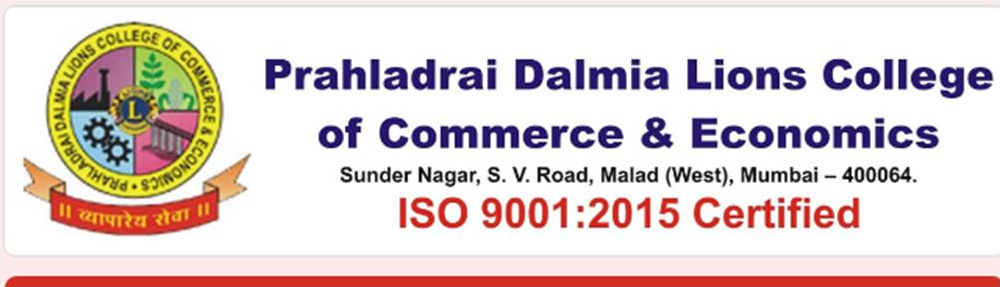 PRAHLADRAI DALMIA LIONS COLLEGE OF COMMERCE & ECONOMICS •
L
|| व्यापारेय सेवा ||
Prahladrai Dalmia Lions College
of Commerce & Economics
Sunder Nagar, S. V. Road, Malad (West), Mumbai – 400064.
ISO 9001:2015 Certified